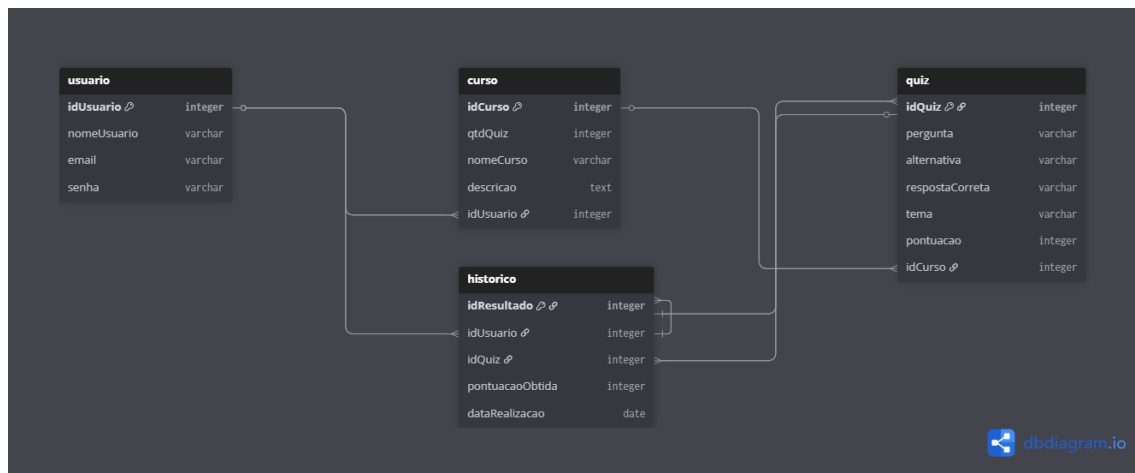 usuario
idUsuario integer
nomeUsuario varchar
email varchar
senha varchar
curso
idCurso integer
qtdQuiz integer
nomeCurso varchar
descricao text
idUsuario integer
historico
idResultado integer
idUsuario integer
idQuiz integer
pontuacaoObtida integer
dataRealizacao date
quiz
idQuiz integer
pergunta varchar
alternativa varchar
respostaCorreta varchar
tema varchar
pontuacao integer
idCurso integer
dbdiagram.io